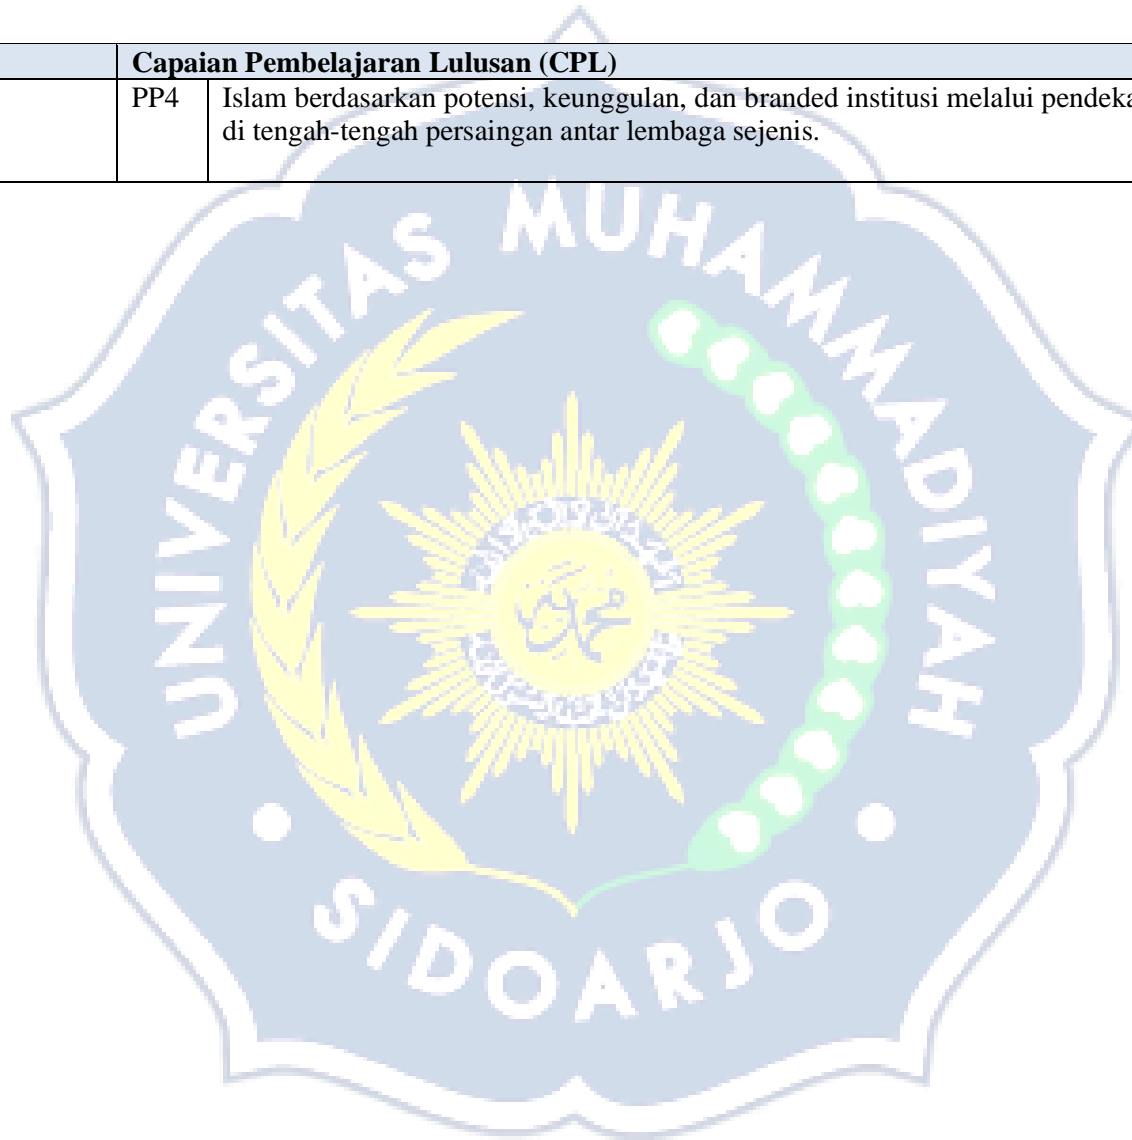 Capaian Pembelajaran Lulusan (CPL)
PP4 Islam berdasarkan potensi, keunggulan, dan branded institusi melalui pendeka
di tengah-tengah persaingan antar lembaga sejenis.
UNIVERSITAS MUHAMMADIYAH
SIDOARJO